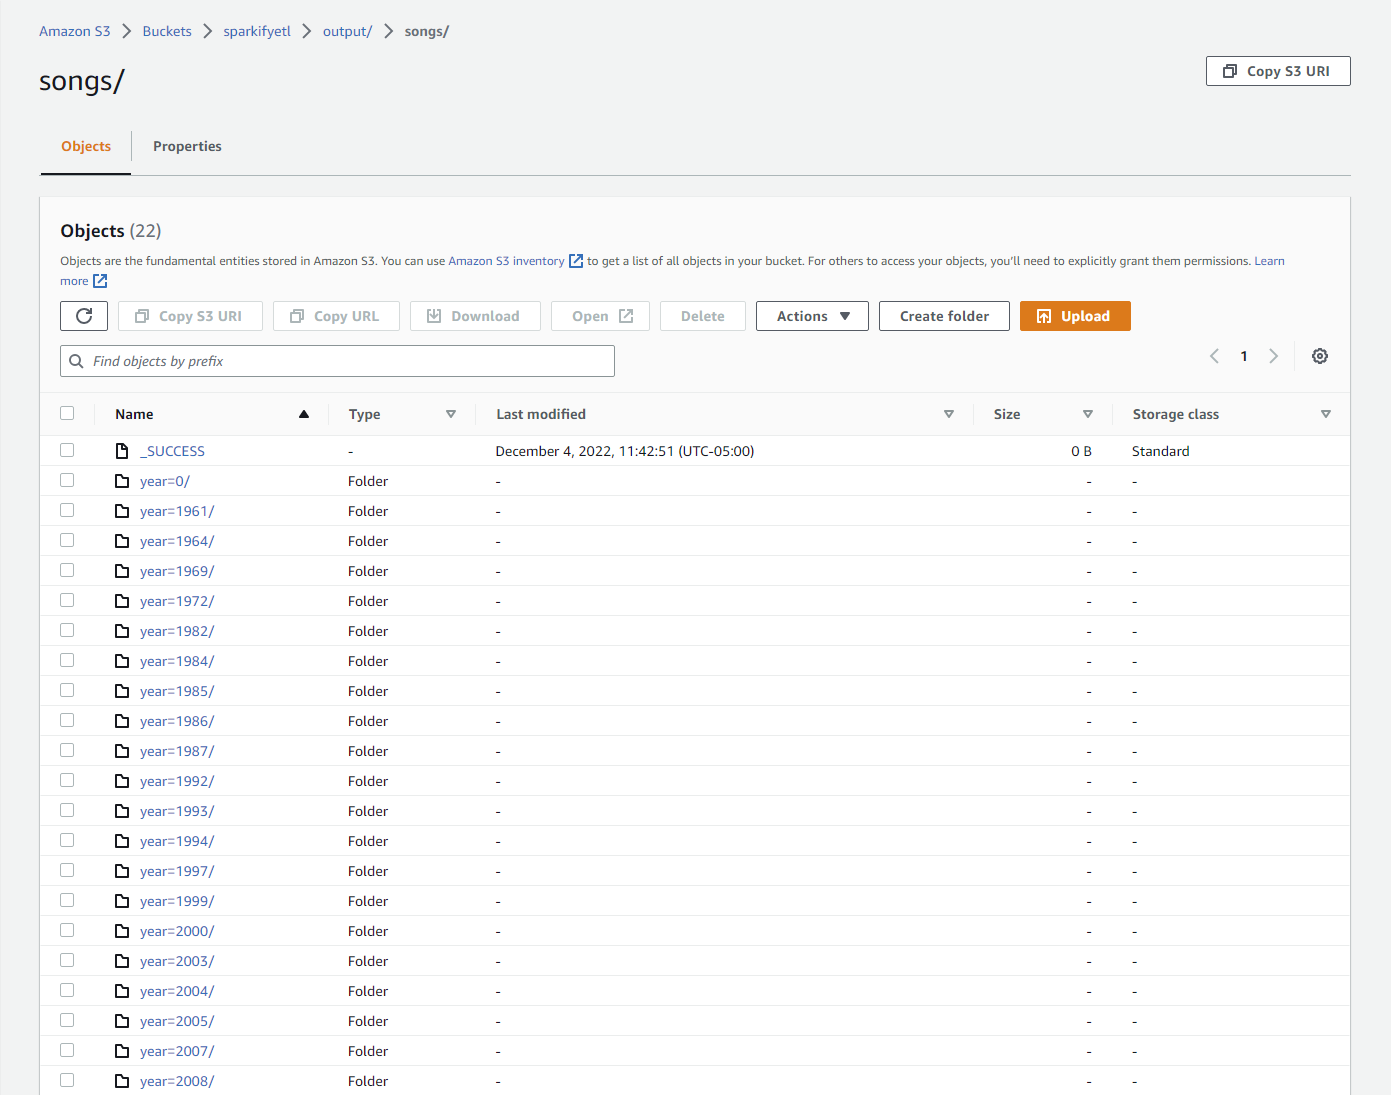 Amazon S3 > Buckets > sparkifyetl > output/ > songs/
songs/
Copy S3 URI
Objects Properties
Objects (22)
Objects are the fundamental entities stored in Amazon S3. You can use Amazon S3 inventory to get a list of all objects in your bucket. For others to access your objects, you'll need to explicitly grant them permissions. Learn
more
Copy S3 URI Copy URL Download Open Delete Actions Create folder Upload
Find objects by prefix 1
Name Type Last modified Size Storage class
_SUCCESS - December 4, 2022, 11:42:51 (UTC-05:00) 0 B Standard
year=0/ Folder - - -
year=1961/ Folder - - -
year=1964/ Folder - - -
year=1969/ Folder - - -
year=1972/ Folder - - -
year=1982/ Folder - - -
year=1984/ Folder - - -
year=1985/ Folder - - -
year=1986/ Folder - - -
year=1987/ Folder - - -
year=1992/ Folder - - -
year=1993/ Folder - - -
year=1994/ Folder - - -
year=1997/ Folder - - -
year=1999/ Folder - - -
year=2000/ Folder - - -
year=2003/ Folder - - -
year=2004/ Folder - - -
year=2005/ Folder - - -
year=2007/ Folder - - -
year=2008/ Folder - - -